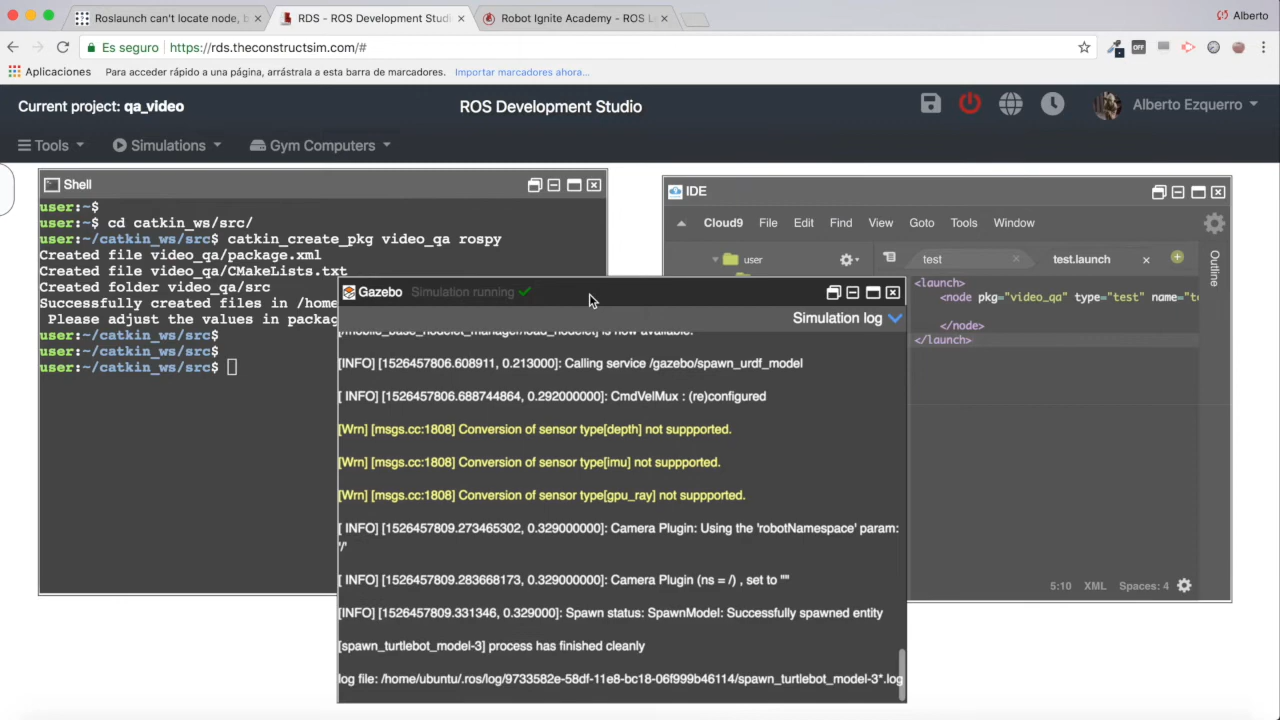 Roslaunch can't locate node, b
RDS - ROS Development Studi
Robot Ignite Academy - ROS L
Alberto
Es seguro
https://rds.theconstructsim.com/#
OFF
Aplicaciones
Para acceder rápido a una página, arrástrala a esta barra de marcadores.
Importar marcadores ahora...
Current project: qa_video
ROS Development Studio
Alberto Ezquerro
Tools
Simulations
Gym Computers
Shell
user:~$
user:~$ cd catkin_ws/src/
user:~/catkin_ws/src$ catkin_create_pkg video_qa rospy
Created file video_qa/package.xml
Created file video_qa/CMakeLists.txt
Created folder video_qa/src
Successfully created files in /home
Please adjust the values in packag
user:~/catkin_ws/src$
user:~/catkin_ws/src$
user:~/catkin_ws/src$
IDE
Cloud9 File Edit Find View Goto Tools Window
user
test
test.launch
Outline
<launch>
<node pkg="video_qa" type="test" name="te
</node>
</launch>
5:10 XML Spaces: 4
Gazebo Simulation running
Simulation log
[/mobile_base_nodelet_manager/load_nodelet] is now available.
[INFO] [1526457806.608911, 0.213000]: Calling service /gazebo/spawn_urdf_model
[ INFO] [1526457806.688744864, 0.292000000]: CmdVelMux : (re)configured
[Wrn] [msgs.cc:1808] Conversion of sensor type[depth] not suppported.
[Wrn] [msgs.cc:1808] Conversion of sensor type[imu] not suppported.
[Wrn] [msgs.cc:1808] Conversion of sensor type[gpu_ray] not suppported.
[ INFO] [1526457809.273465302, 0.329000000]: Camera Plugin: Using the 'robotNamespace' param:
'/'
[ INFO] [1526457809.283668173, 0.329000000]: Camera Plugin (ns = /) , set to ""
[INFO] [1526457809.331346, 0.329000]: Spawn status: SpawnModel: Successfully spawned entity
[spawn_turtlebot_model-3] process has finished cleanly
log file: /home/ubuntu/.ros/log/9733582e-58df-11e8-bc18-06f999b46114/spawn_turtlebot_model-3*.log